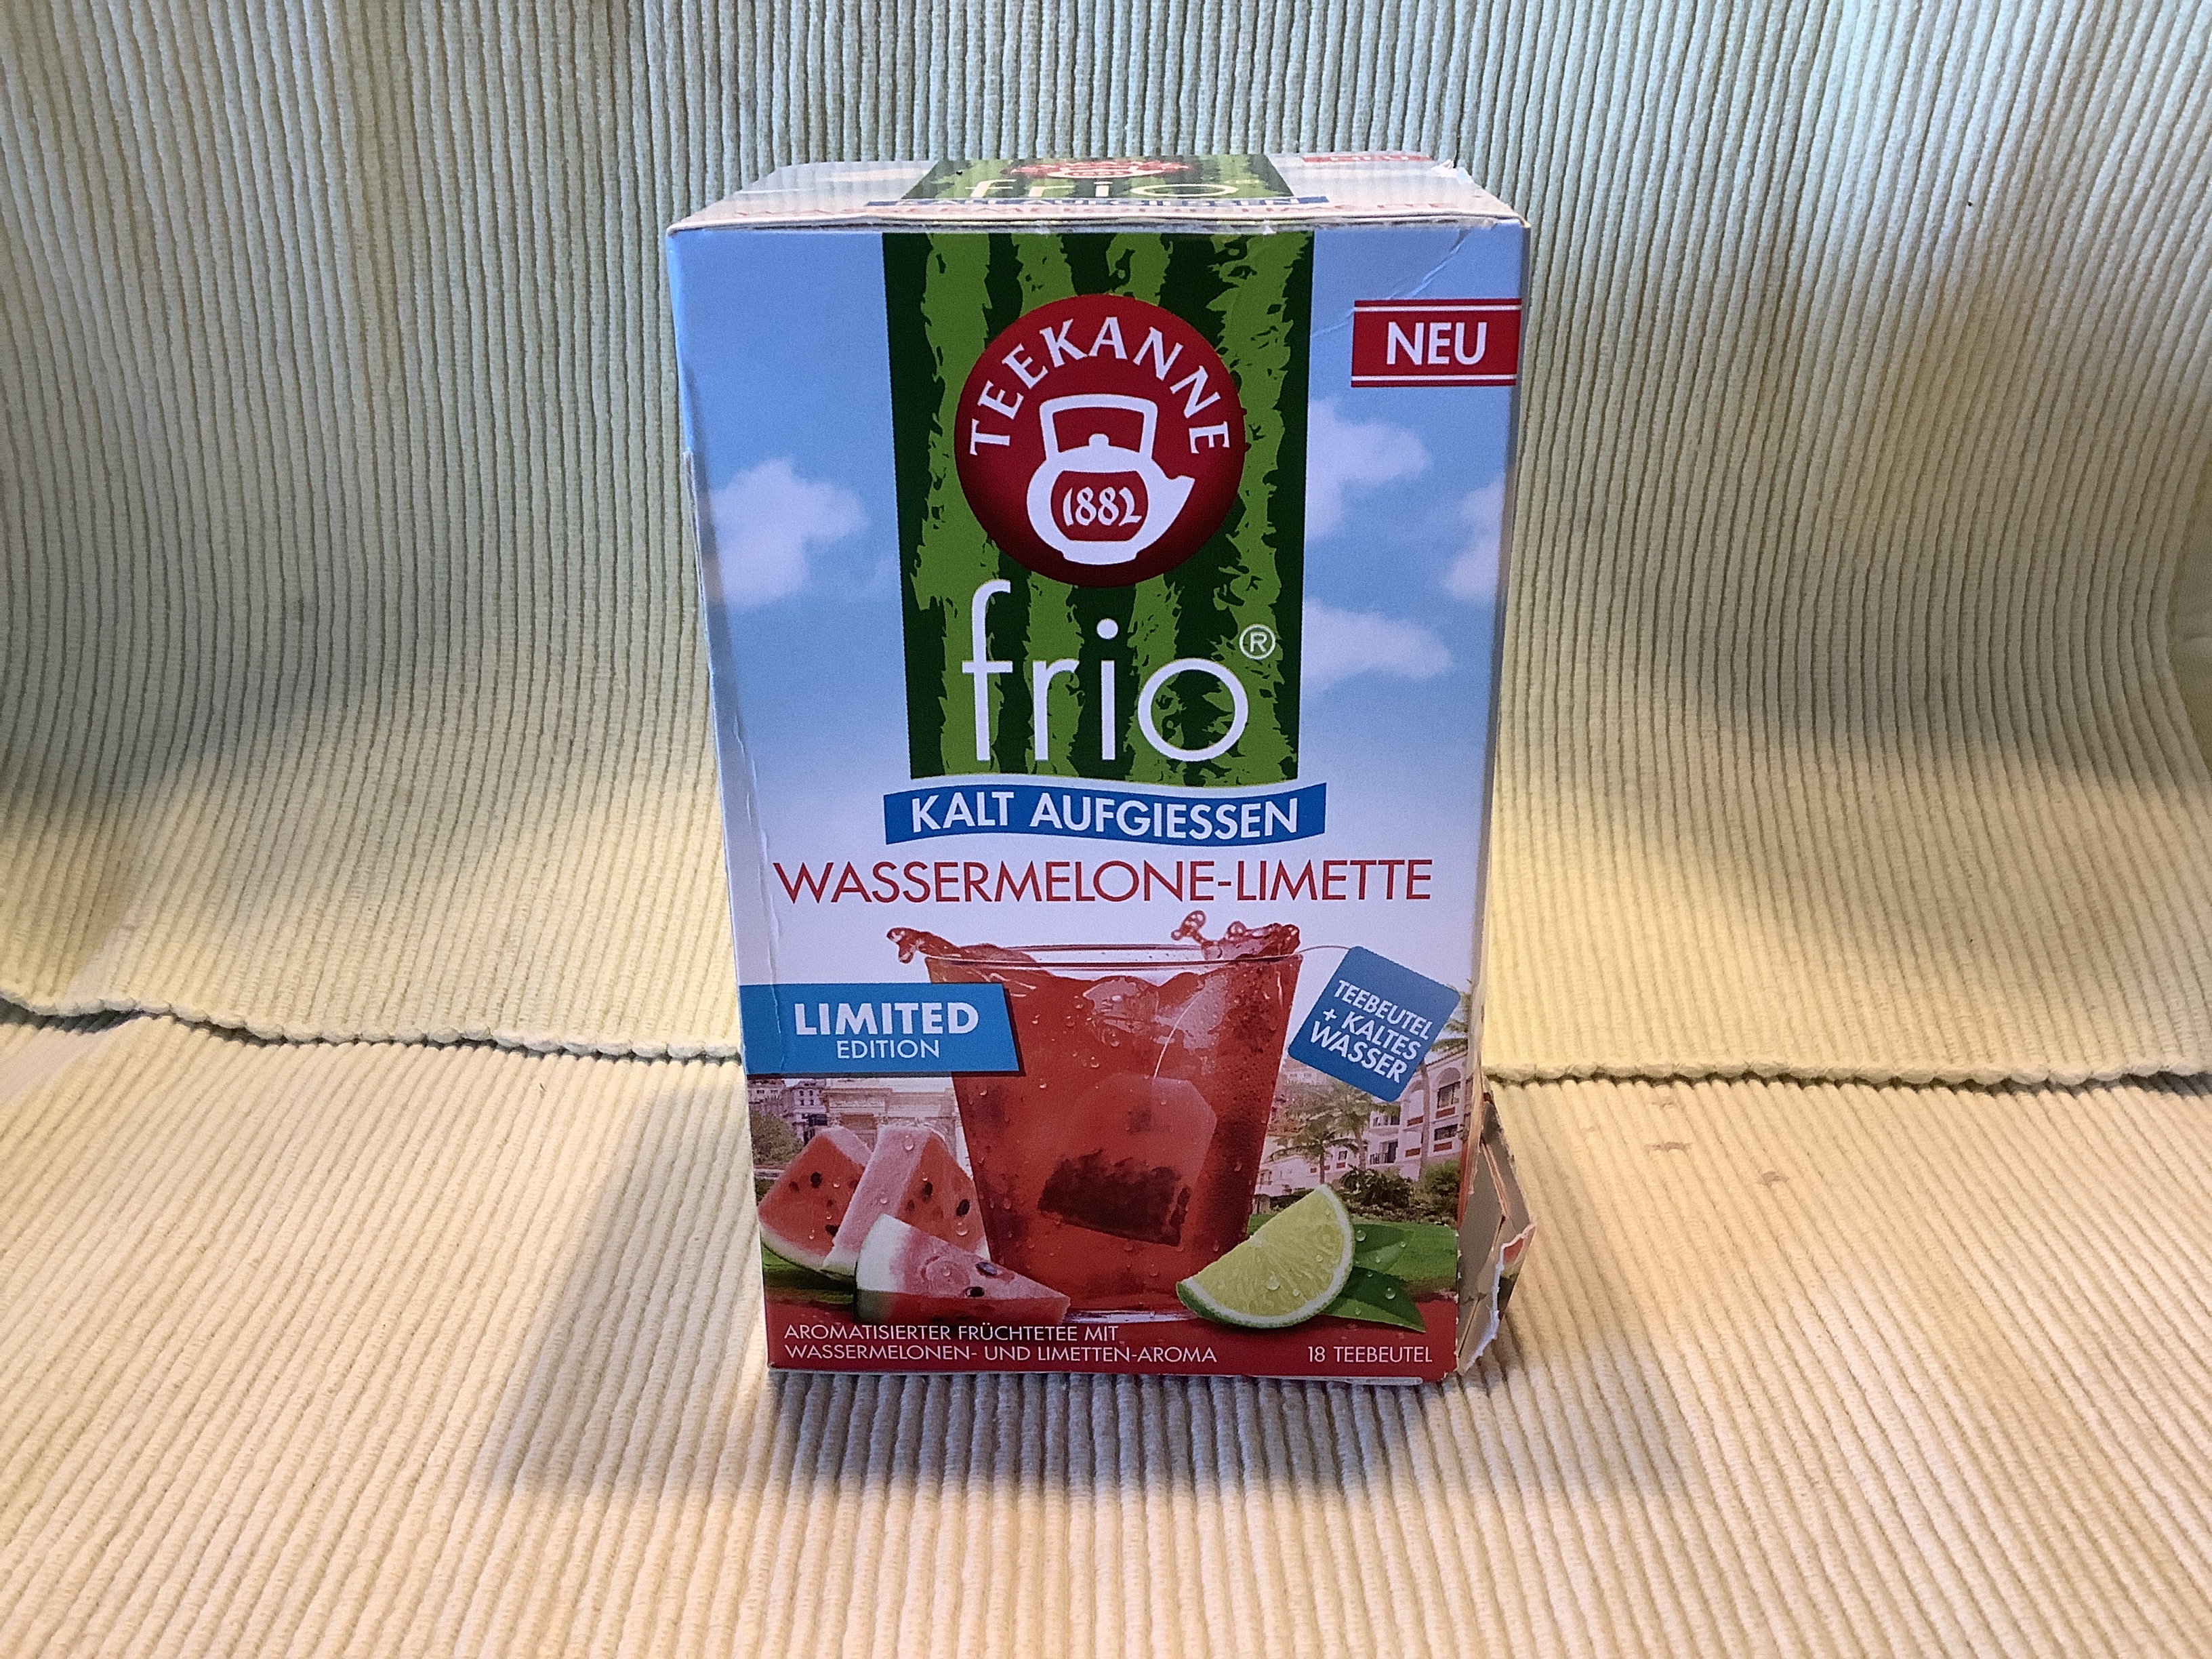 frio
TEEKANNE
NEU
1882
frio®
KALT AUFGIESSEN
WASSERMELONE-LIMETTE
LIMITED
EDITION
TEEBEUTEL
+ KALTES
WASSER
AROMATISIERTER FRÜCHTETEE MIT
WASSERMELONEN- UND LIMETTEN-AROMA
18 TEEBEUTEL